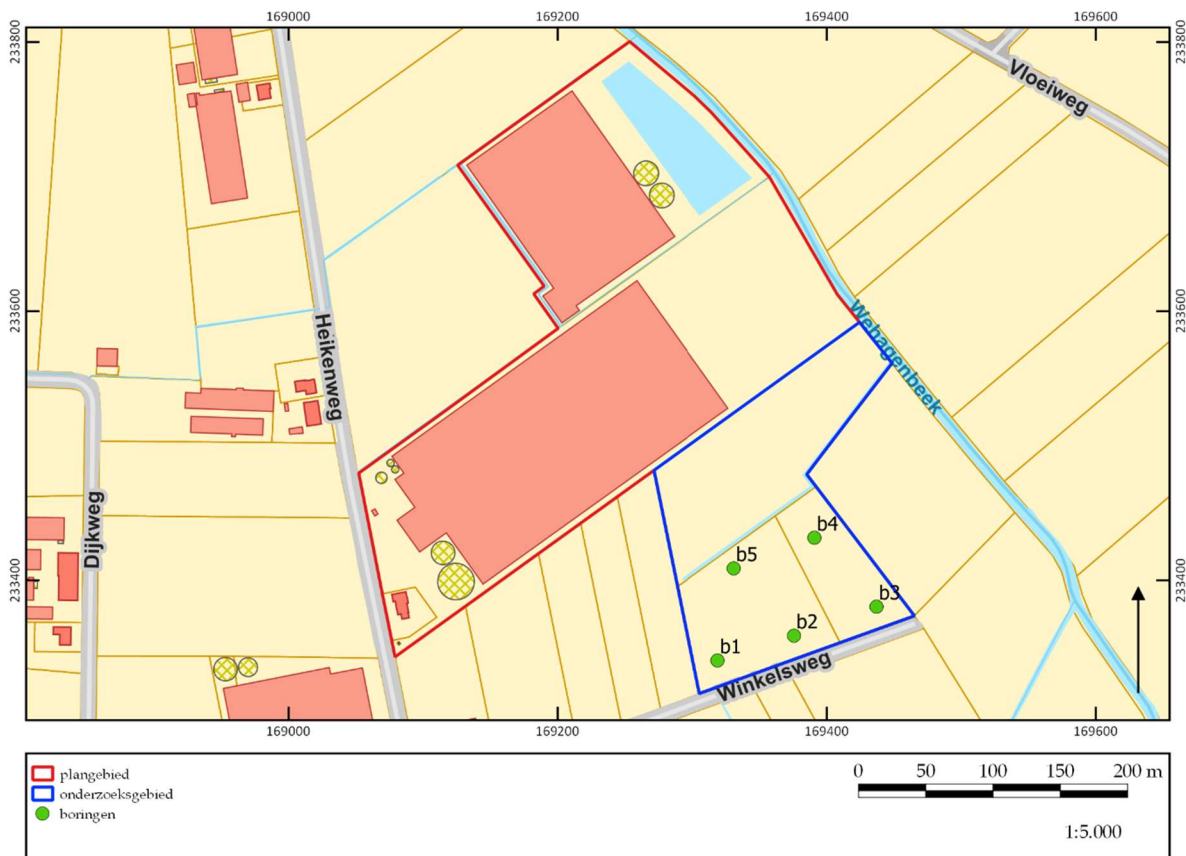 169000 169200 169400 169600
233800 233800
Vloeiweg
233600 233600
Heikenweg
Wehagenbeek
Dijkweg
b4
b5
233400 233400
b3
b2
b1
Winkelsweg
169000 169200 169400 169600
plangebied
onderzoeksgebied
boringen
0 50 100 150 200 m
1:5.000